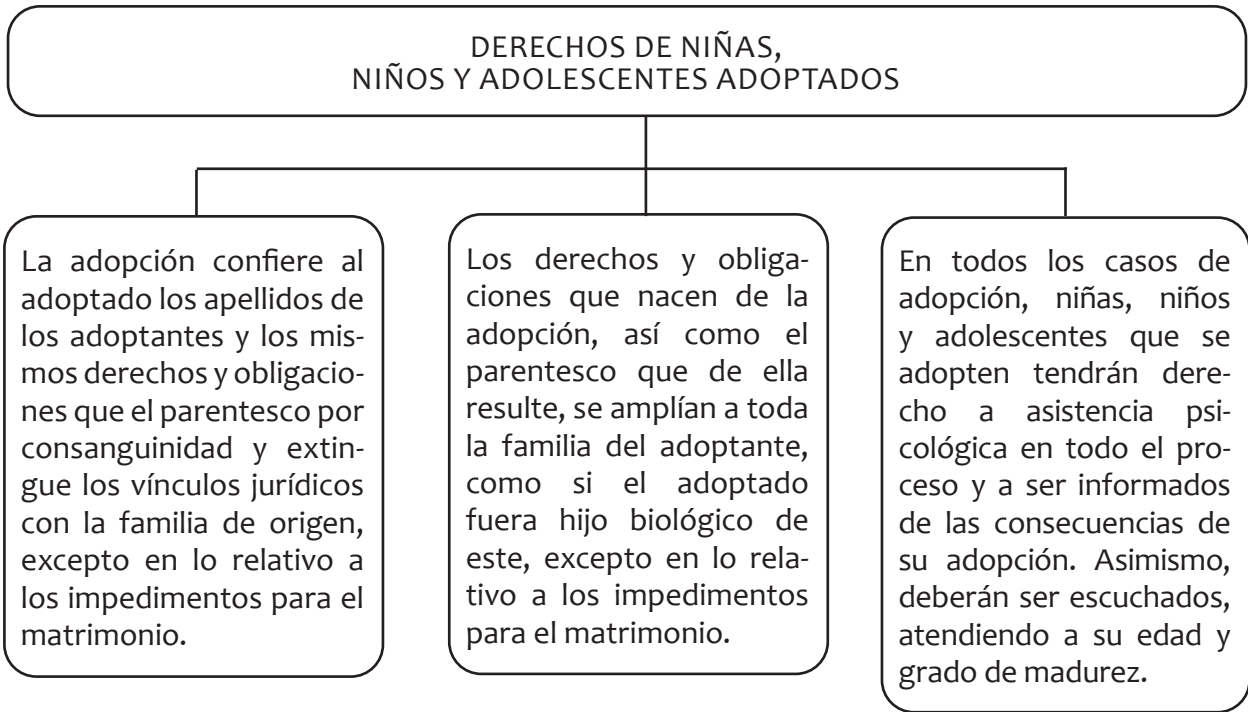 DERECHOS DE NIÑAS,
NIÑOS Y ADOLESCENTES ADOPTADOS
La adopción confiere al
adoptado los apellidos de
los adoptantes y los mis-
mos derechos y obligacio-
nes que el parentesco por
consanguinidad y extin-
gue los vínculos jurídicos
con la familia de origen,
excepto en lo relativo a
los impedimentos para el
matrimonio.
Los derechos y obliga-
ciones que nacen de la
adopción, así como el
parentesco que de ella
resulte, se amplían a toda
la familia del adoptante,
como si el adoptado
fuera hijo biológico de
este, excepto en lo rela-
tivo a los impedimentos
para el matrimonio.
En todos los casos de
adopción, niñas, niños
y adolescentes que se
adopten tendrán dere-
cho a asistencia psi-
cológica en todo el pro-
ceso y a ser informados
de las consecuencias de
su adopción. Asimismo,
deberán ser escuchados,
atendiendo a su edad y
grado de madurez.